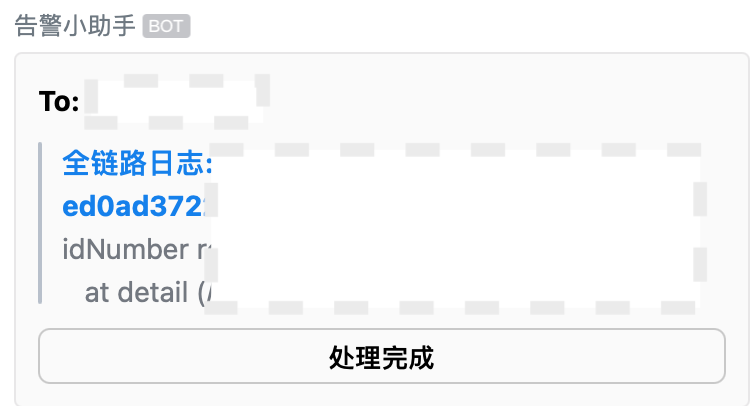 告警小助手 BOT
To:
全链路日志:
ed0ad372
idNumber
at detail (
处理完成